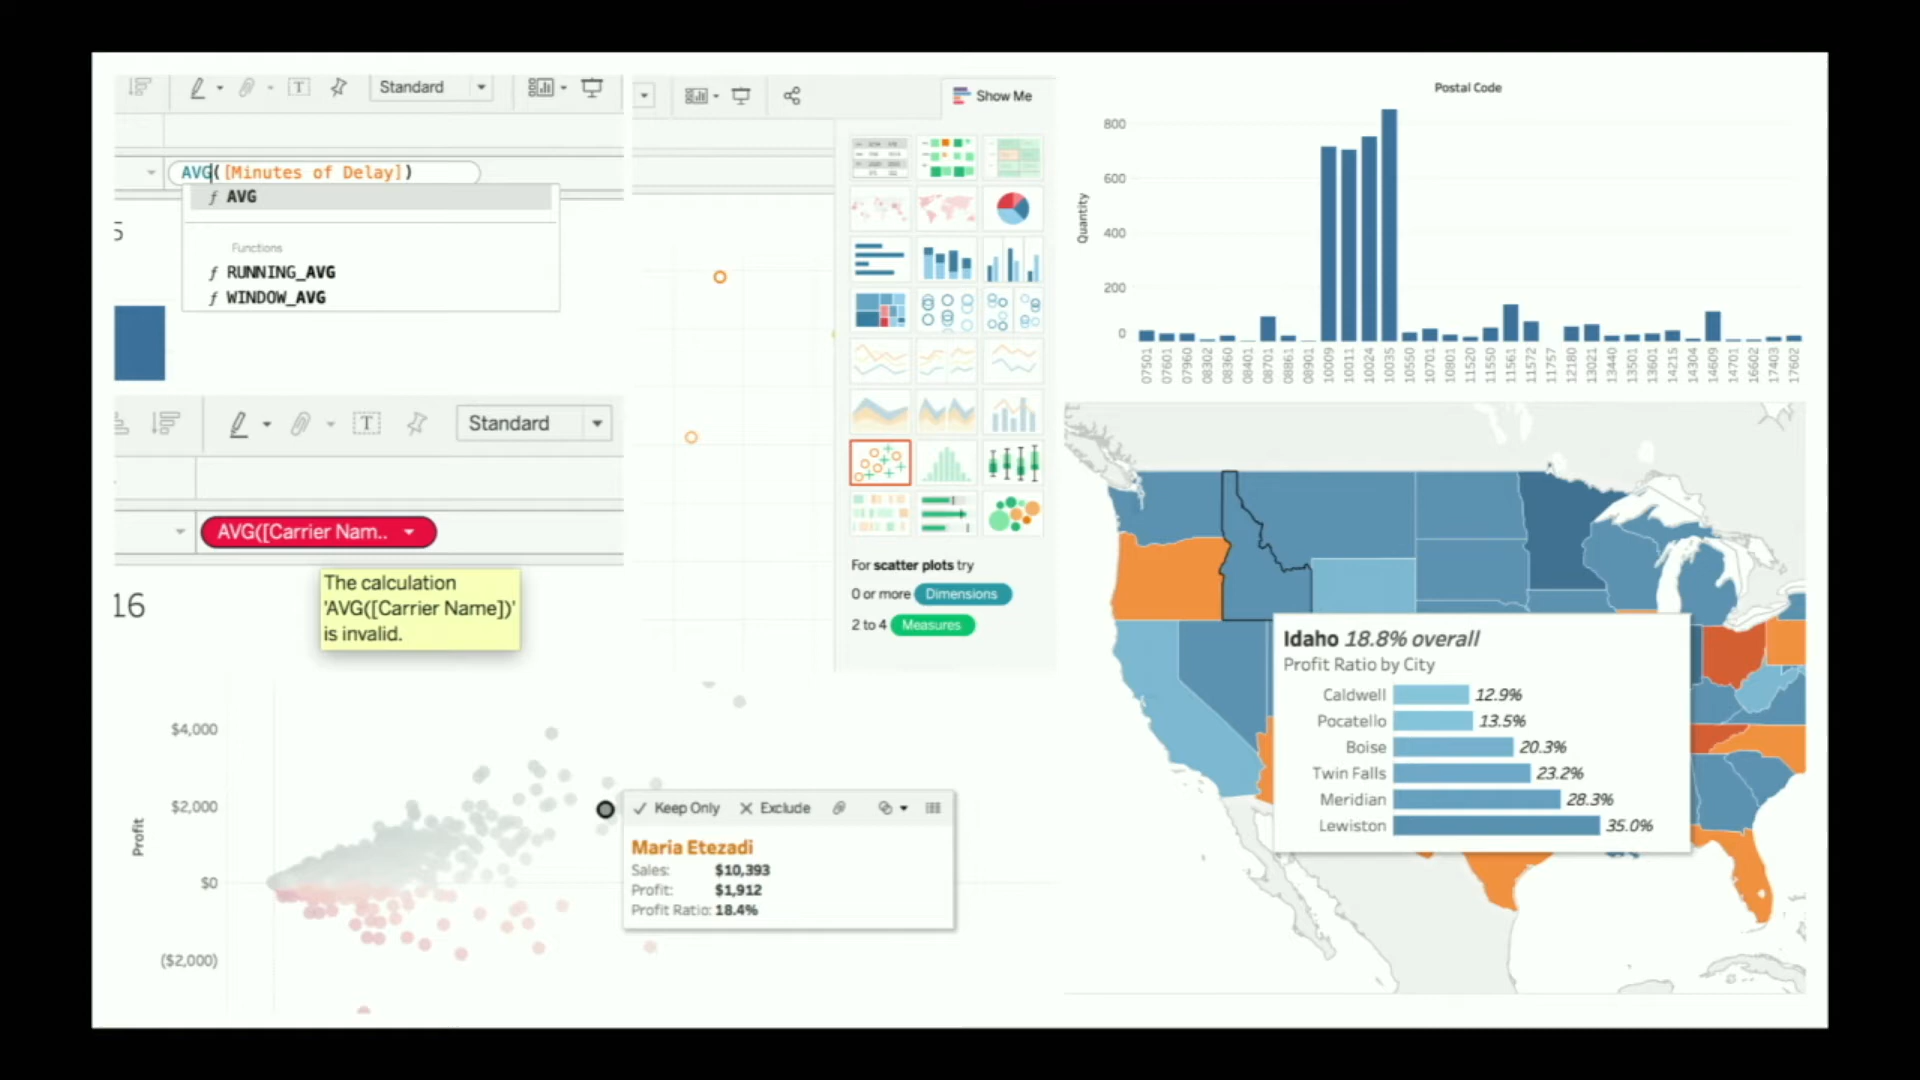 Standard
AVG([Minutes of Delay])
f AVG
5
Functions
f RUNNING_AVG
f WINDOW_AVG
Standard
AVG([Carrier Nam..
The calculation
'AVG([Carrier Name])'
is invalid.
16
Show Me
For scatter plots try
0 or more Dimensions
2 to 4 Measures
Postal Code
Quantity
800
600
400
200
0
07501
07601
07960
08302
08360
08401
08701
08861
08901
10009
10011
10024
10035
10550
10701
10801
11520
11550
11561
11572
11757
12180
13021
13440
13501
13601
14215
14304
14609
14701
16602
17403
17602
Profit
$4,000
$2,000
$0
($2,000)
Keep Only Exclude
Maria Etezadi
Sales: $10,393
Profit: $1,912
Profit Ratio: 18.4%
Idaho 18.8% overall
Profit Ratio by City
Caldwell 12.9%
Pocatello 13.5%
Boise 20.3%
Twin Falls 23.2%
Meridian 28.3%
Lewiston 35.0%